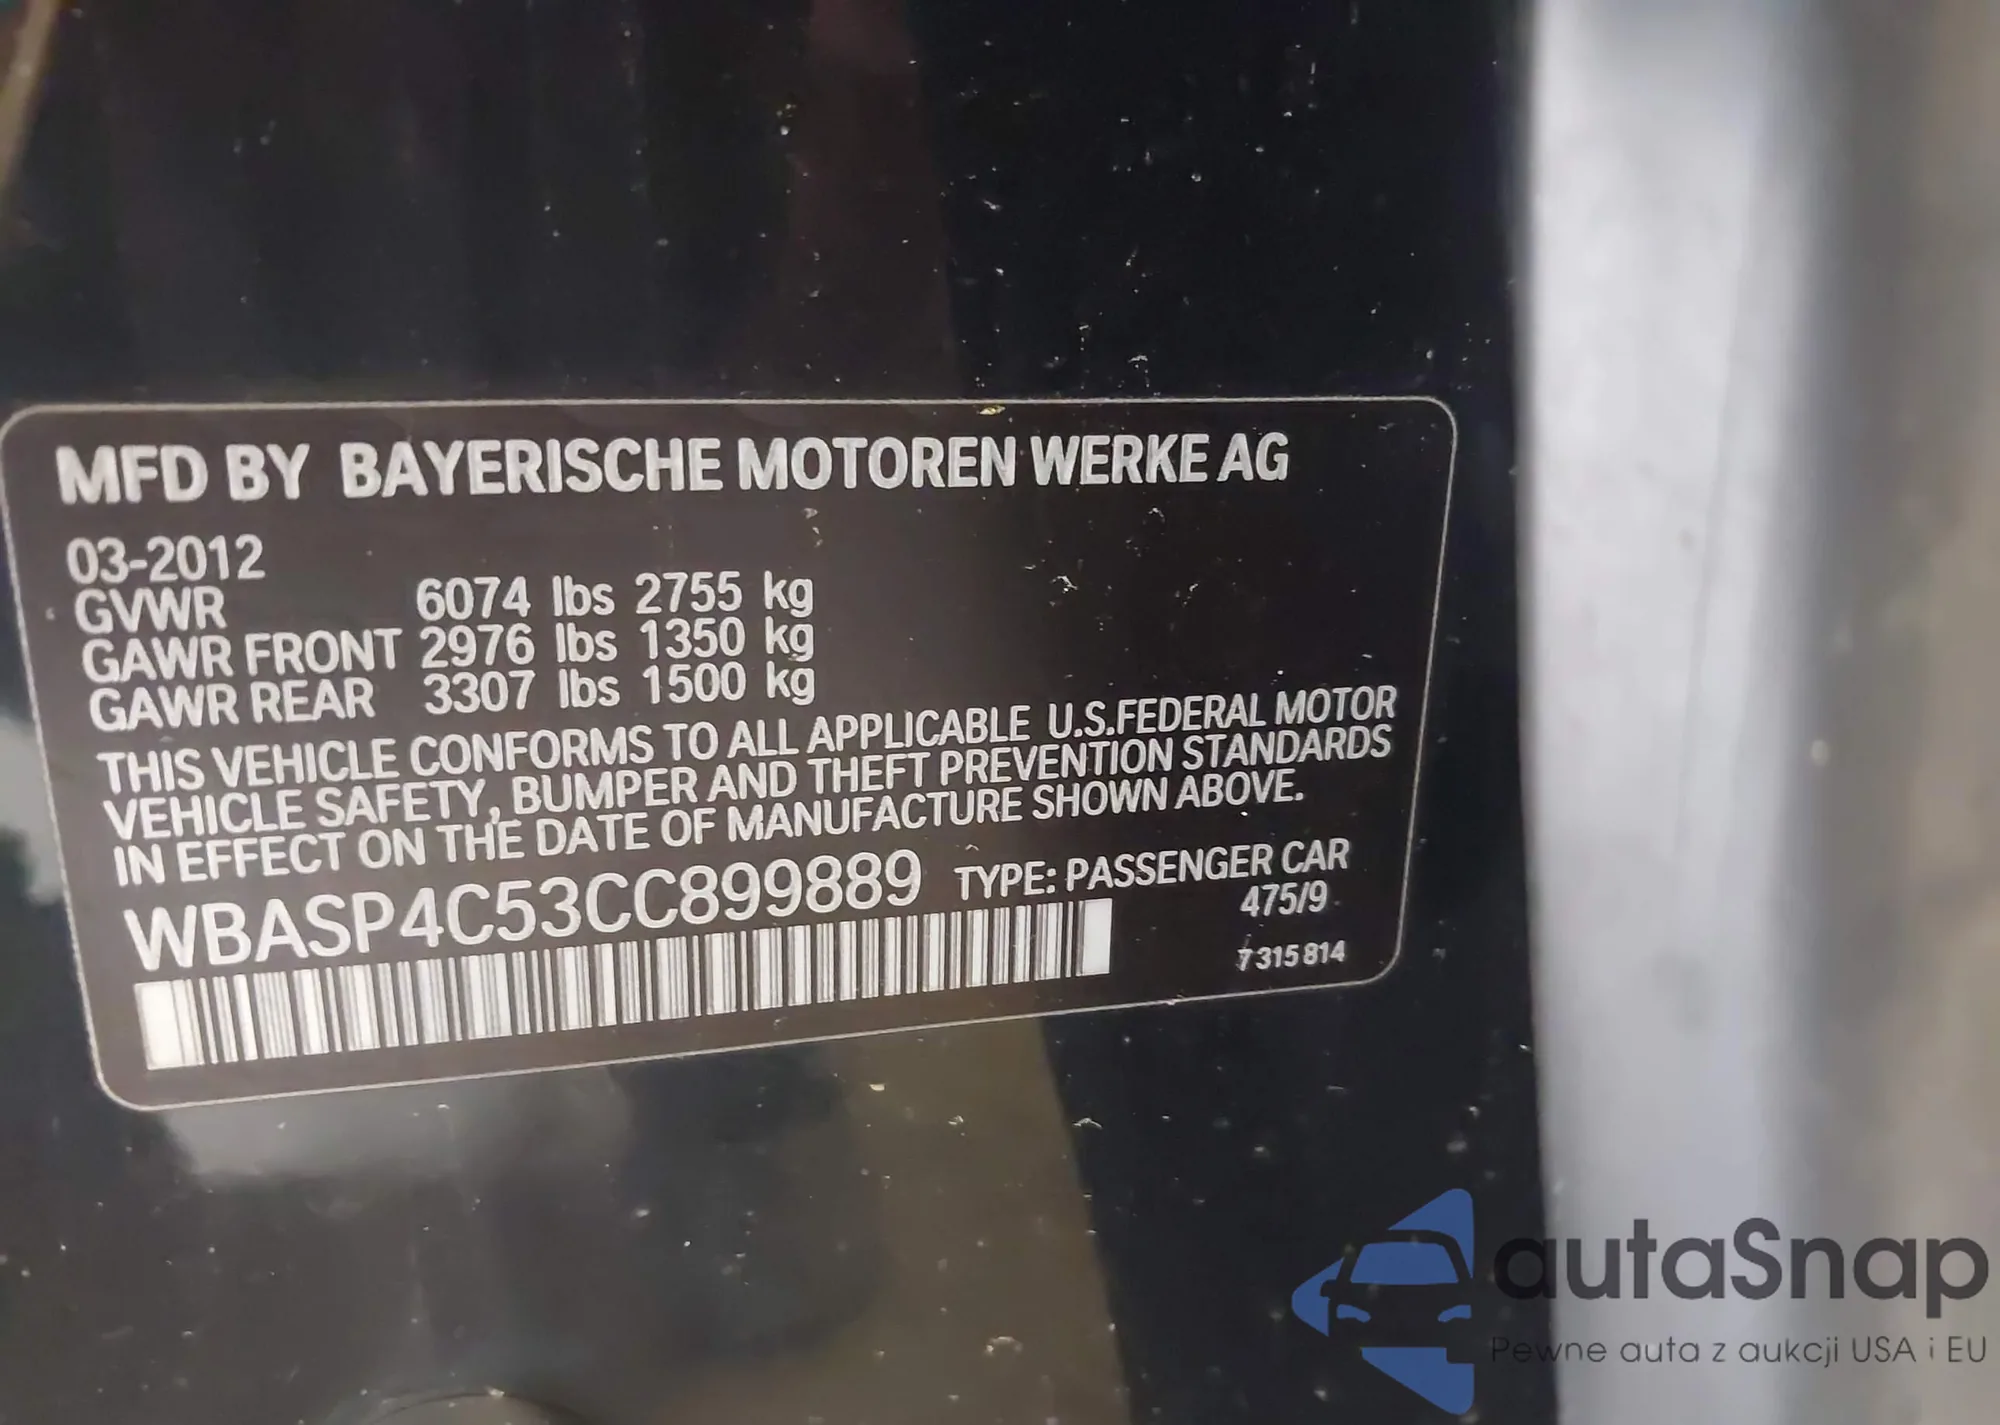 MFD BY BAYERISCHE MOTOREN WERKE AG
03-2012
GVWR 6074 lbs 2755 kg
GAWR FRONT 2976 lbs 1350 kg
GAWR REAR 3307 lbs 1500 kg
THIS VEHICLE CONFORMS TO ALL APPLICABLE U.S.FEDERAL MOTOR
VEHICLE SAFETY, BUMPER AND THEFT PREVENTION STANDARDS
IN EFFECT ON THE DATE OF MANUFACTURE SHOWN ABOVE.
WBASP4C53CC899889 TYPE: PASSENGER CAR
475/9
7 315 814
autaSnap
Pewne auta z aukcji USA i EU